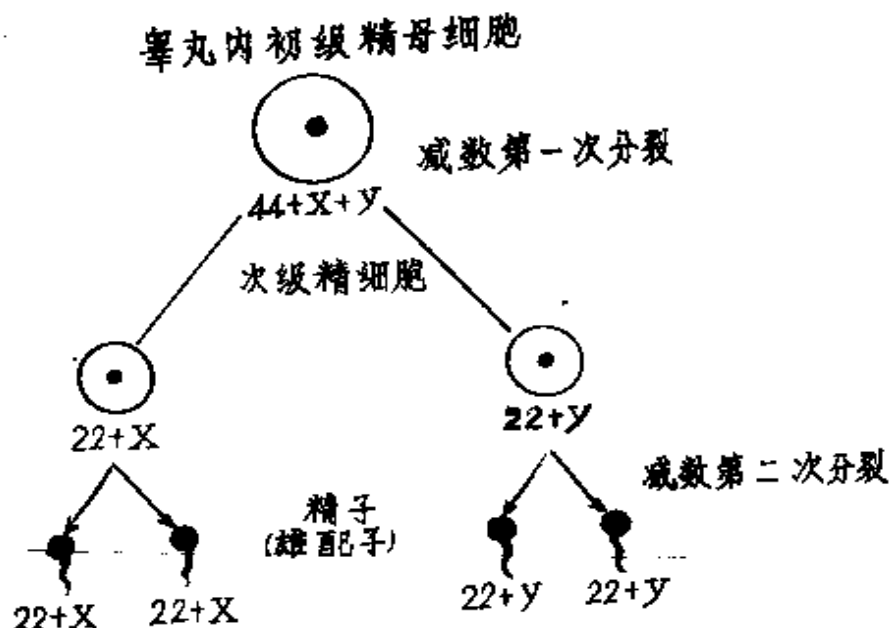 睾丸内初级精母细胞
减数第一次分裂
44+X+y
次级精细胞
22+X
22+y
减数第二次分裂
精子
(雄配子)
22+X
22+X
22+y
22+y